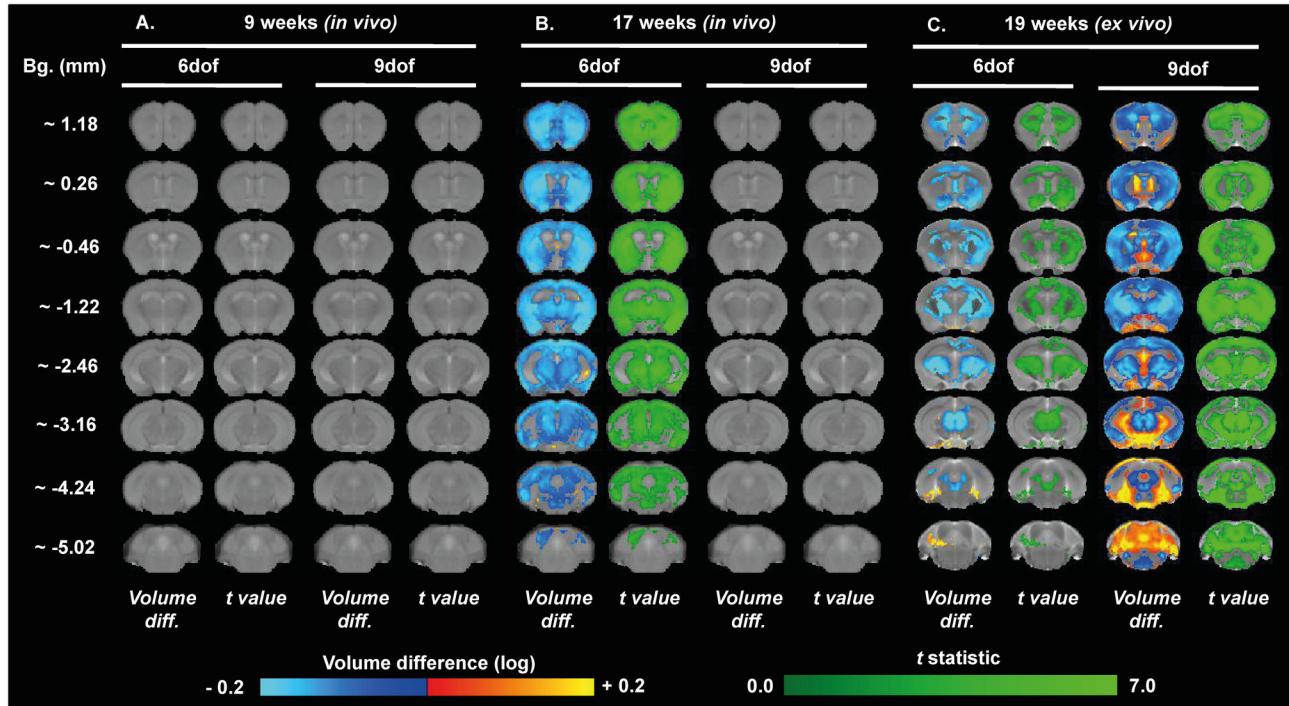 A. 9 weeks (in vivo) B. 17 weeks (in vivo) C. 19 weeks (ex vivo)
Bg. (mm) 6dof 9dof 6dof 9dof 6dof 9dof
~ 1.18
~ 0.26
~ -0.46
~ -1.22
~ -2.46
~ -3.16
~ -4.24
~ -5.02
Volume t value Volume t value Volume t value Volume t value Volume t value Volume t value
diff. diff. diff. diff. diff. diff.
Volume difference (log) t statistic
- 0.2 + 0.2 0.0 7.0